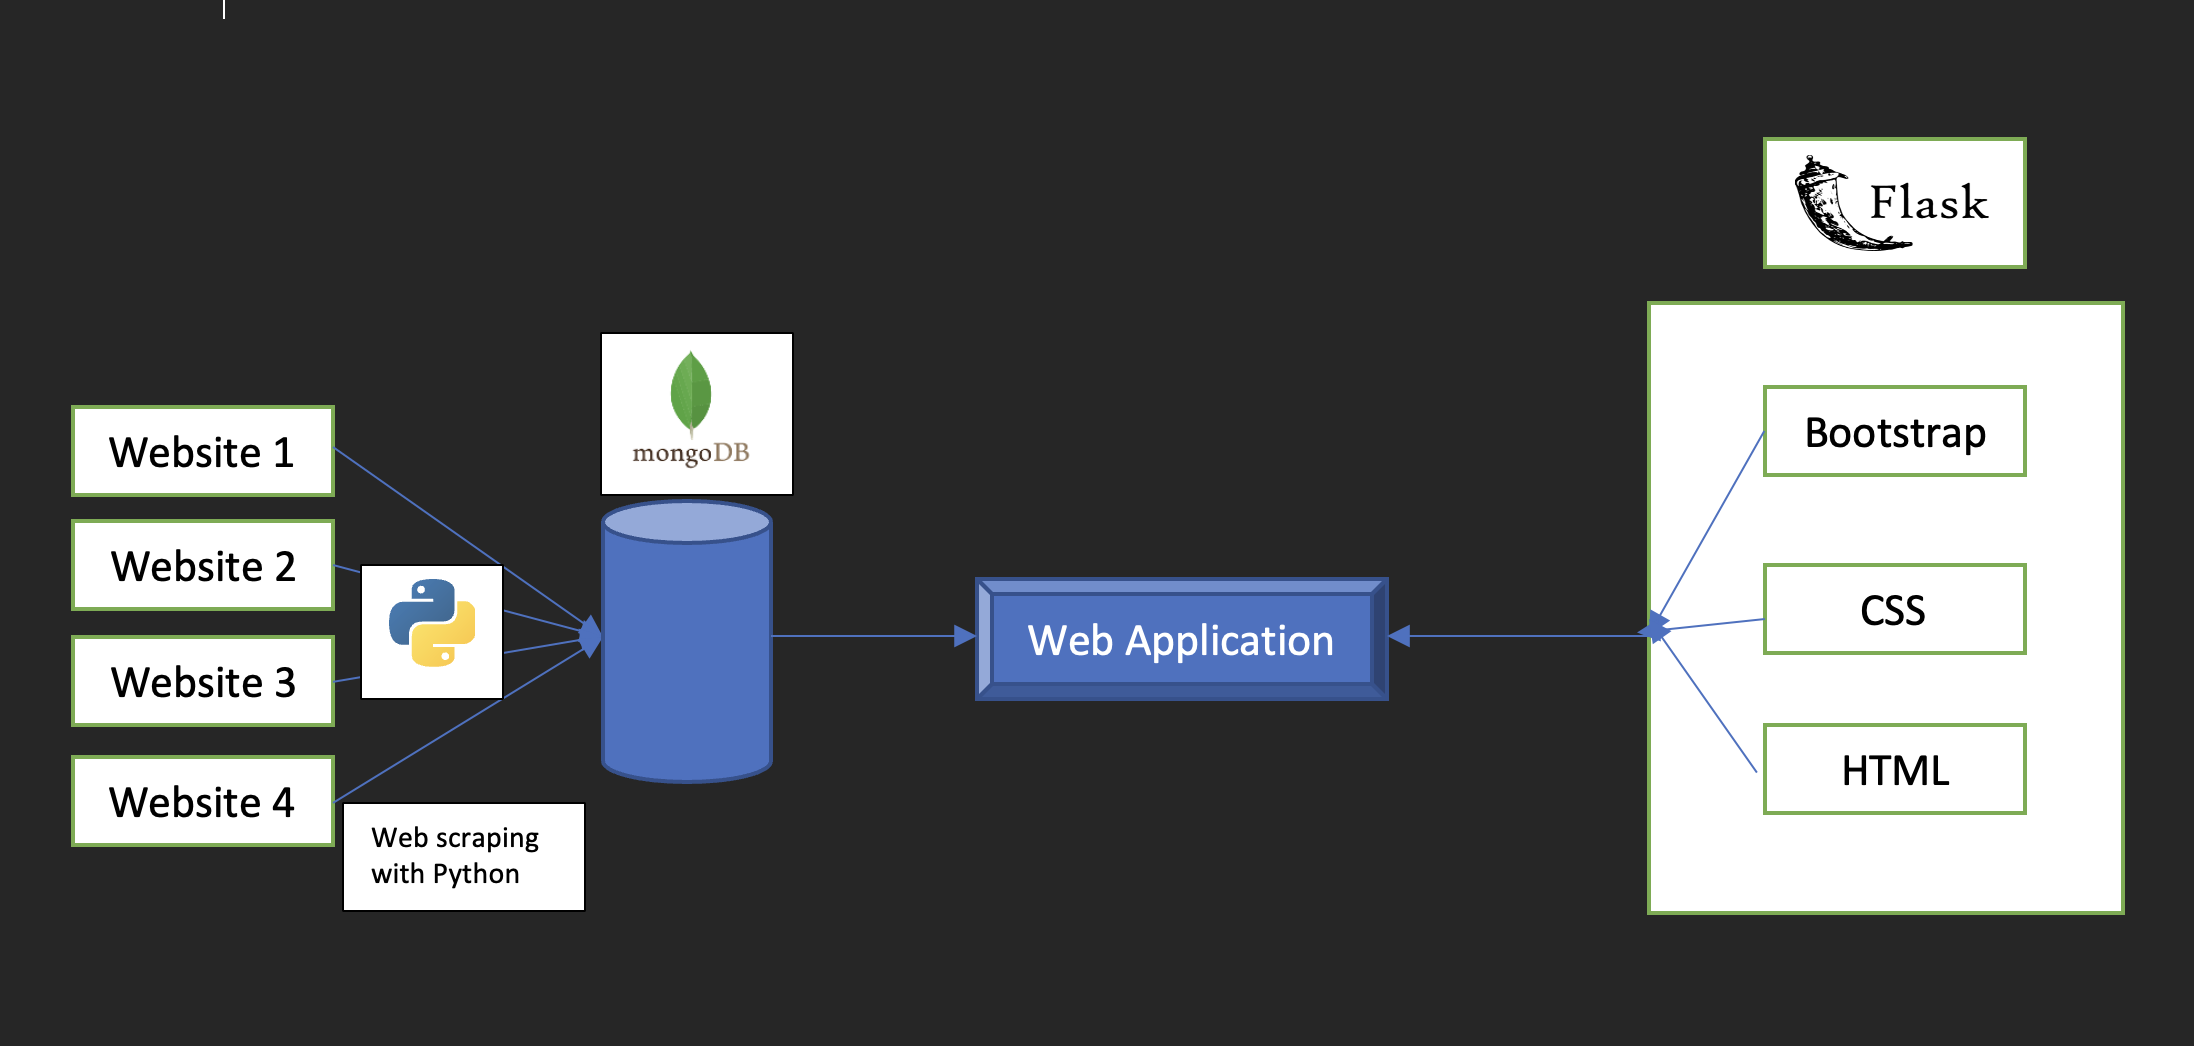 Flask
mongoDB
Website 1
Website 2
Website 3
Website 4
Web scraping
with Python
Web Application
Bootstrap
CSS
HTML